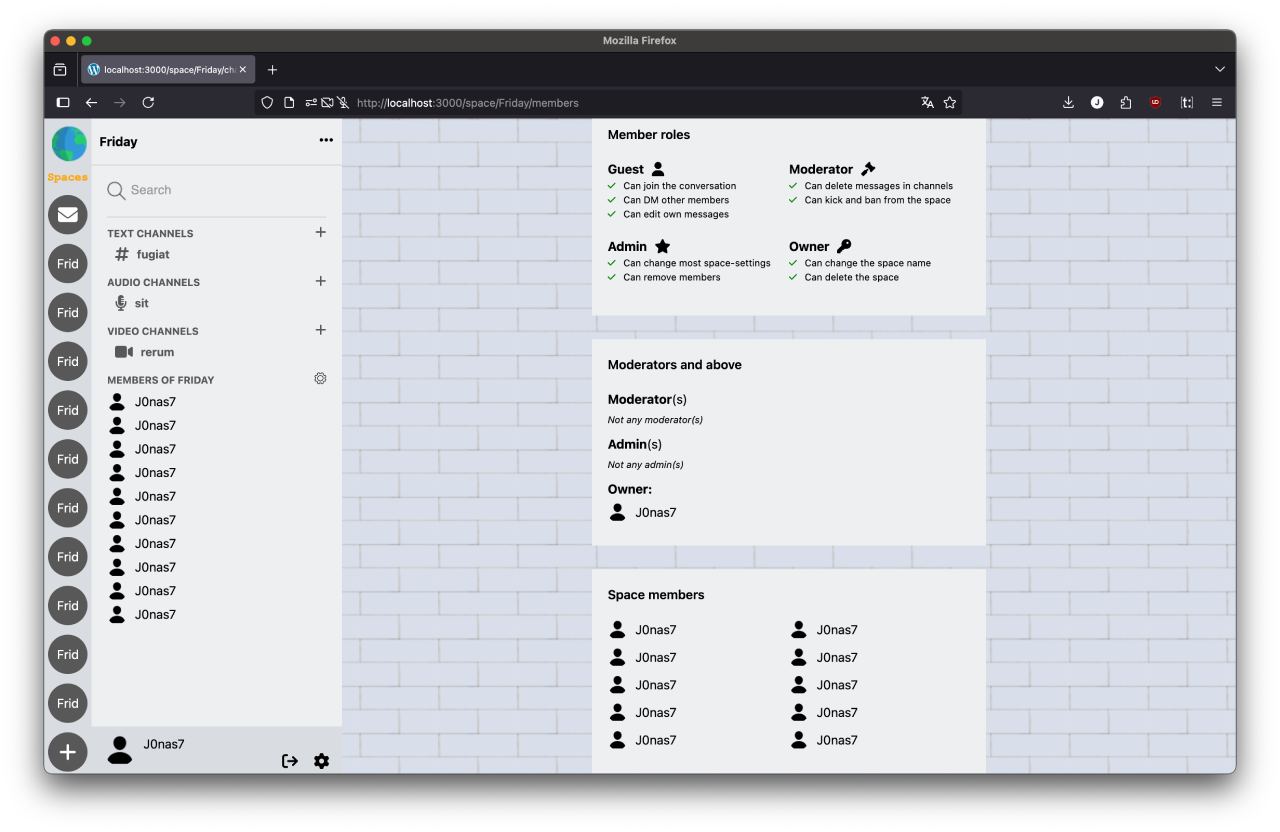 Mozilla Firefox
localhost:3000/space/Friday/ch
http://localhost:3000/space/Friday/members
Spaces
Frid
Frid
Frid
Frid
Frid
Frid
Frid
Frid
Frid
Frid
Friday
Search
TEXT CHANNELS
fugiat
AUDIO CHANNELS
sit
VIDEO CHANNELS
rerum
MEMBERS OF FRIDAY
J0nas7
J0nas7
J0nas7
J0nas7
J0nas7
J0nas7
J0nas7
J0nas7
J0nas7
J0nas7
J0nas7
Member roles
Guest
Can join the conversation
Can DM other members
Can edit own messages
Moderator
Can delete messages in channels
Can kick and ban from the space
Admin
Can change most space-settings
Can remove members
Owner
Can change the space name
Can delete the space
Moderators and above
Moderator(s)
Not any moderator(s)
Admin(s)
Not any admin(s)
Owner:
J0nas7
Space members
J0nas7 J0nas7
J0nas7 J0nas7
J0nas7 J0nas7
J0nas7 J0nas7
J0nas7 J0nas7